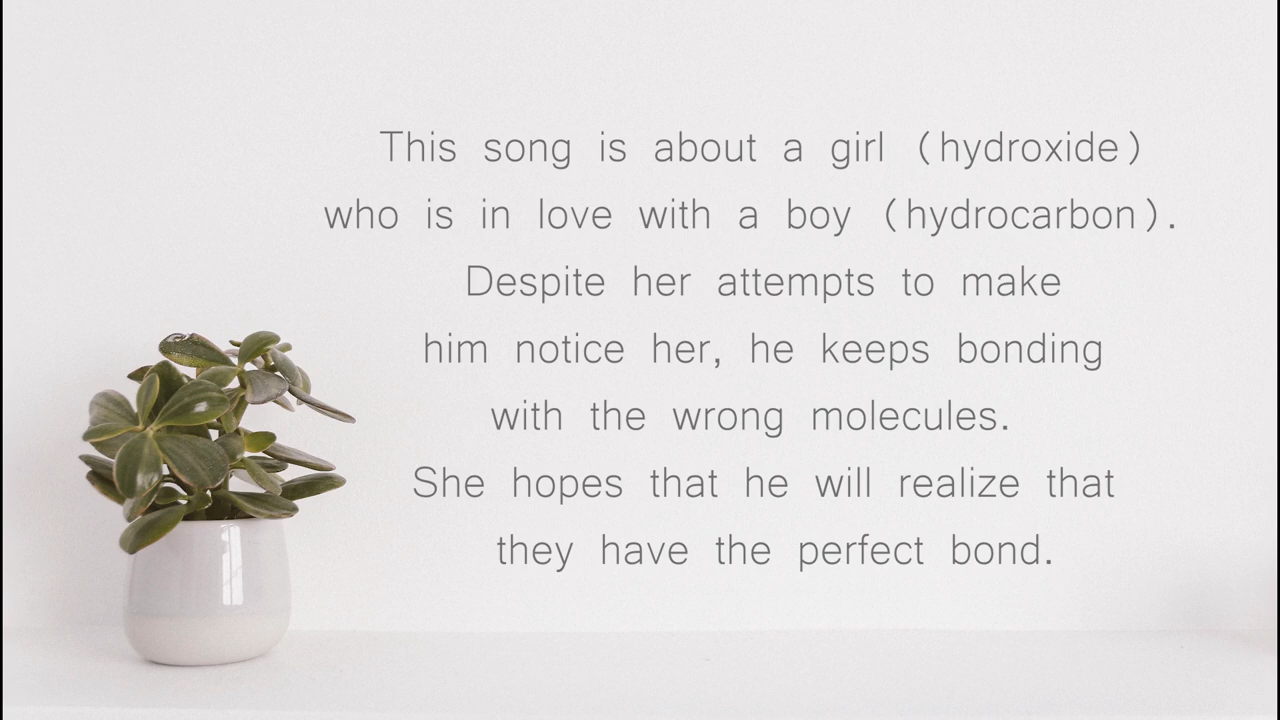 This song is about a girl (hydroxide)
who is in love with a boy (hydrocarbon).
Despite her attempts to make
him notice her, he keeps bonding
with the wrong molecules.
She hopes that he will realize that
they have the perfect bond.